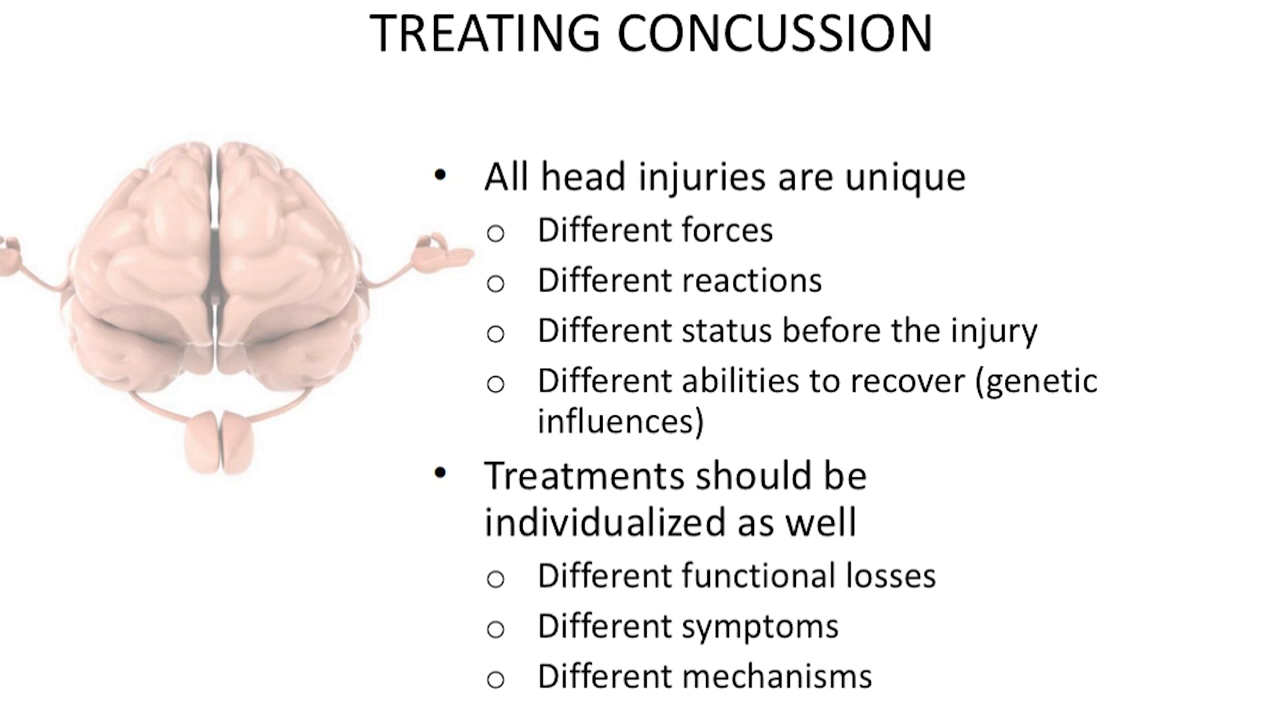 TREATING CONCUSSION
• All head injuries are unique
o Different forces
o Different reactions
o Different status before the injury
o Different abilities to recover (genetic
influences)
• Treatments should be
individualized as well
o Different functional losses
o Different symptoms
o Different mechanisms